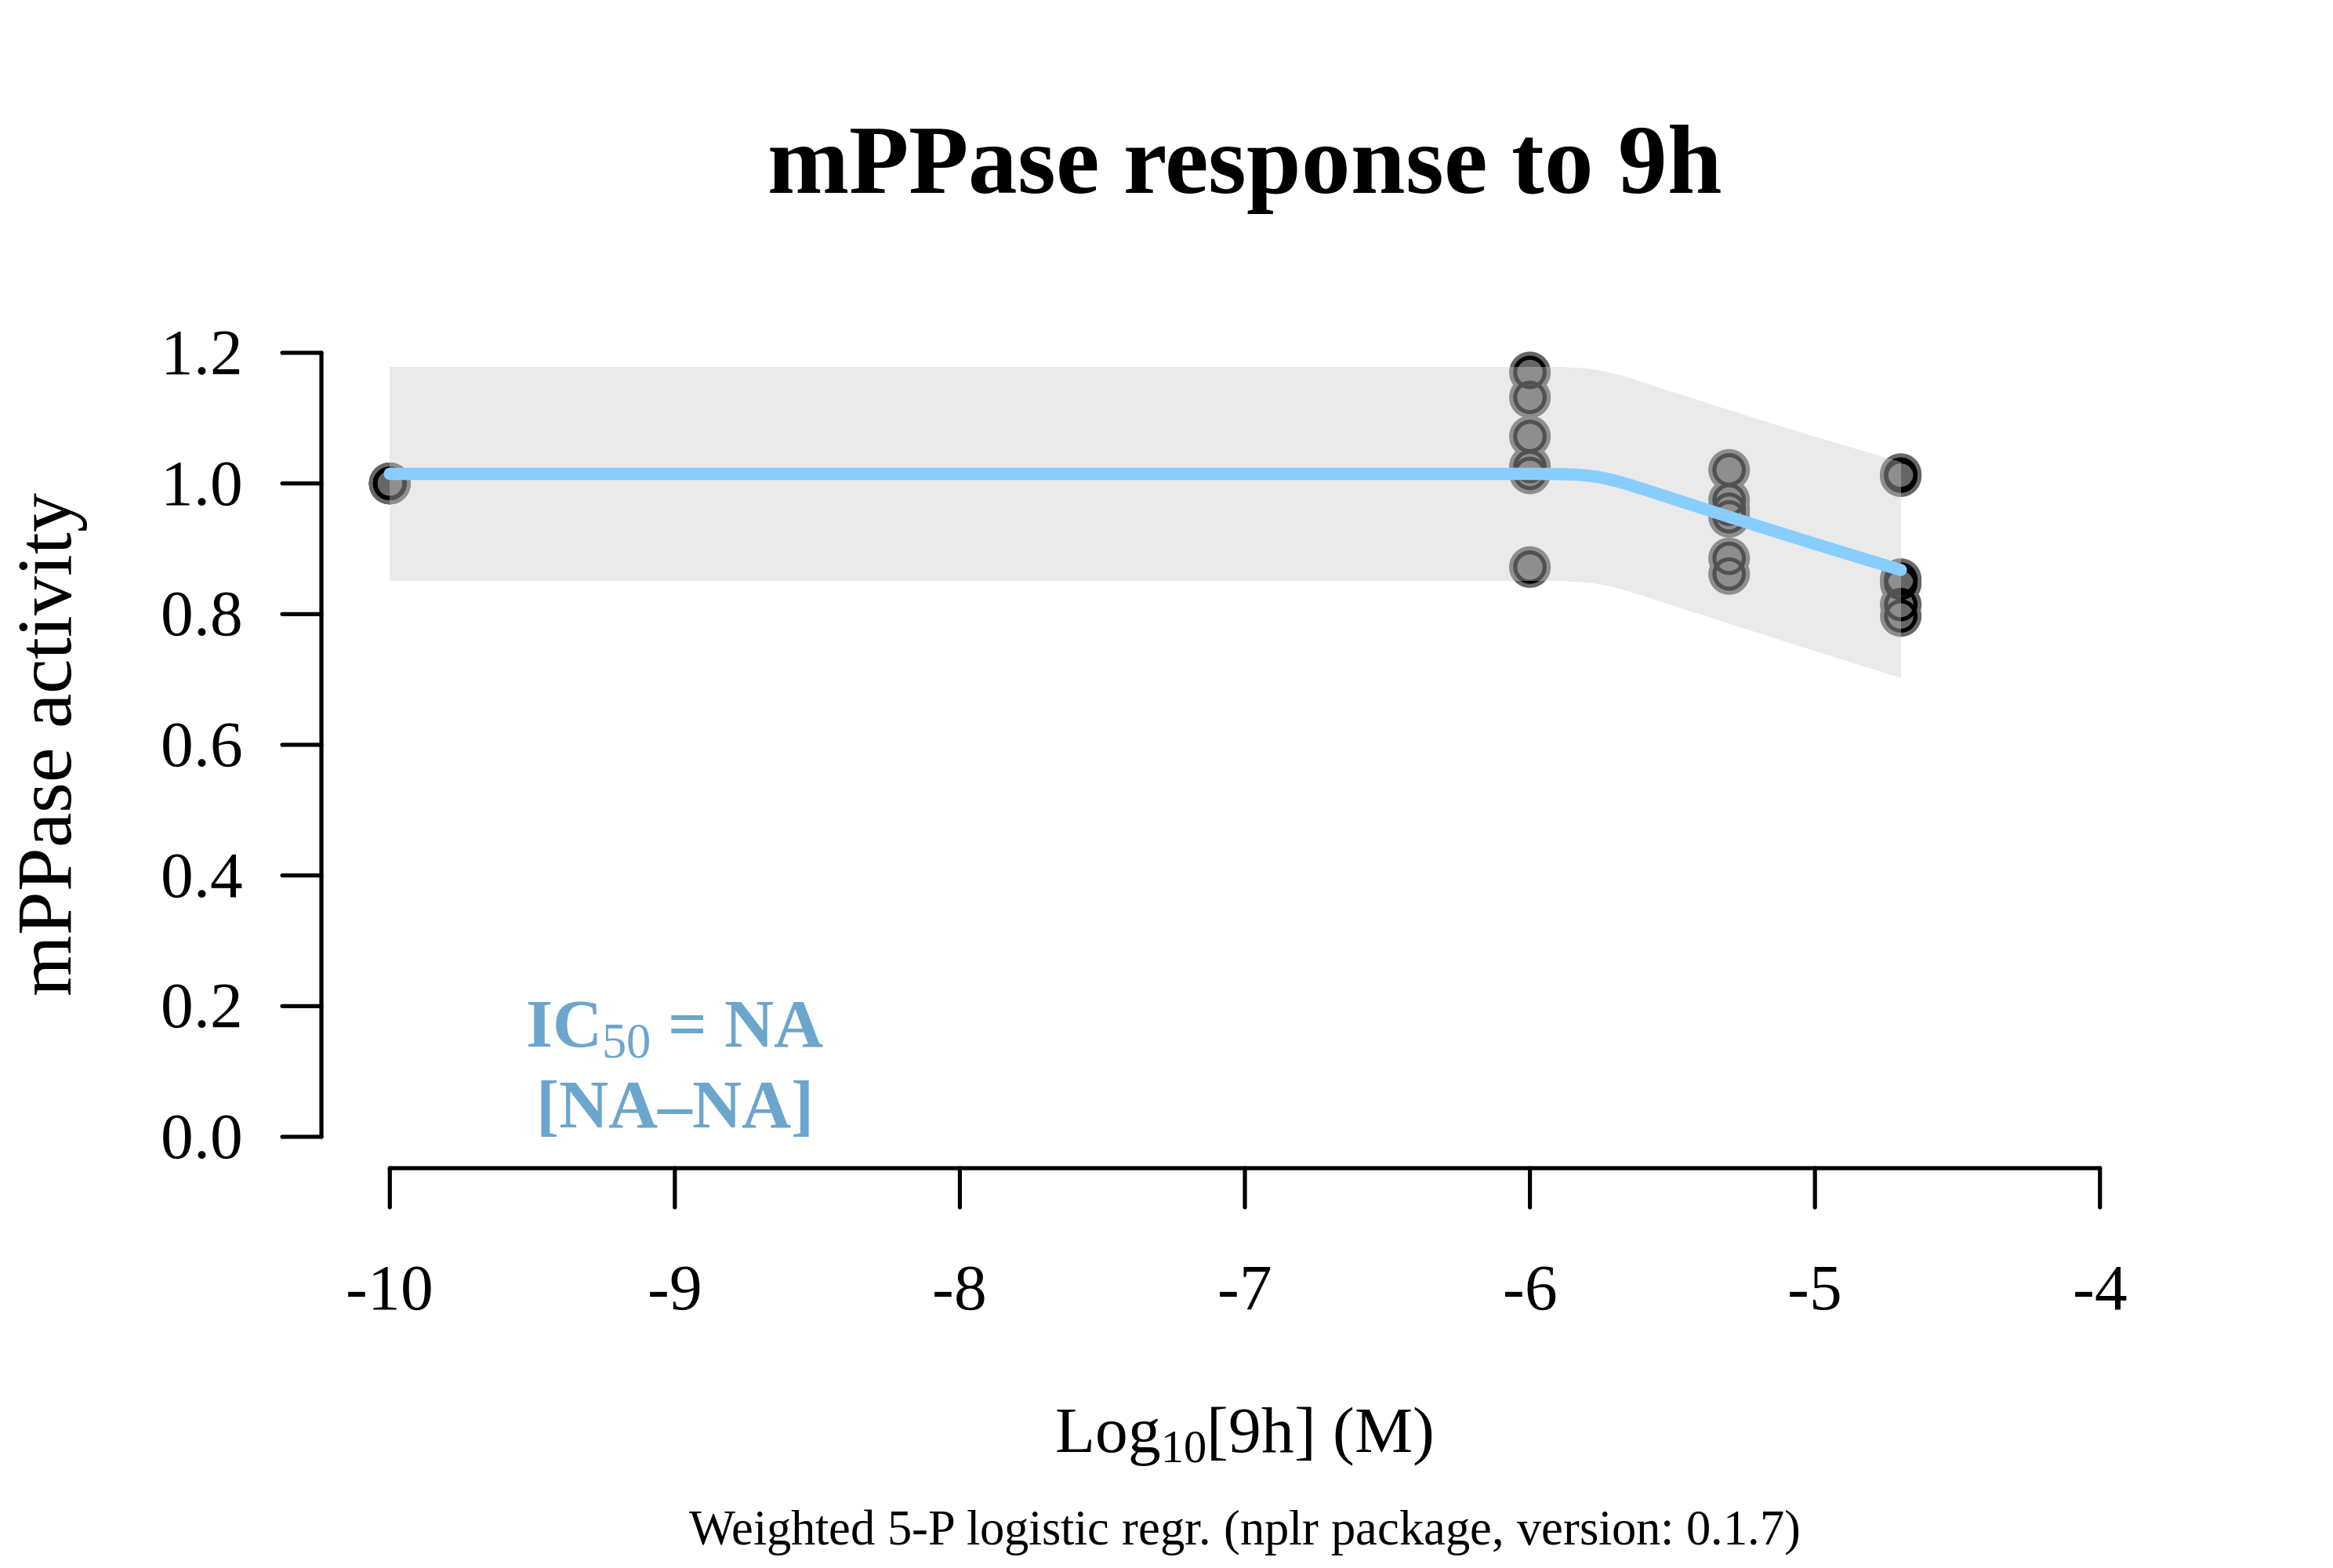 mPPase response to 9h
mPPase activity
1.2
1.0
0.8
0.6
0.4
0.2
0.0
IC50 = NA
[NA–NA]
-10 -9 -8 -7 -6 -5 -4
Log10[9h] (M)
Weighted 5-P logistic regr. (nplr package, version: 0.1.7)